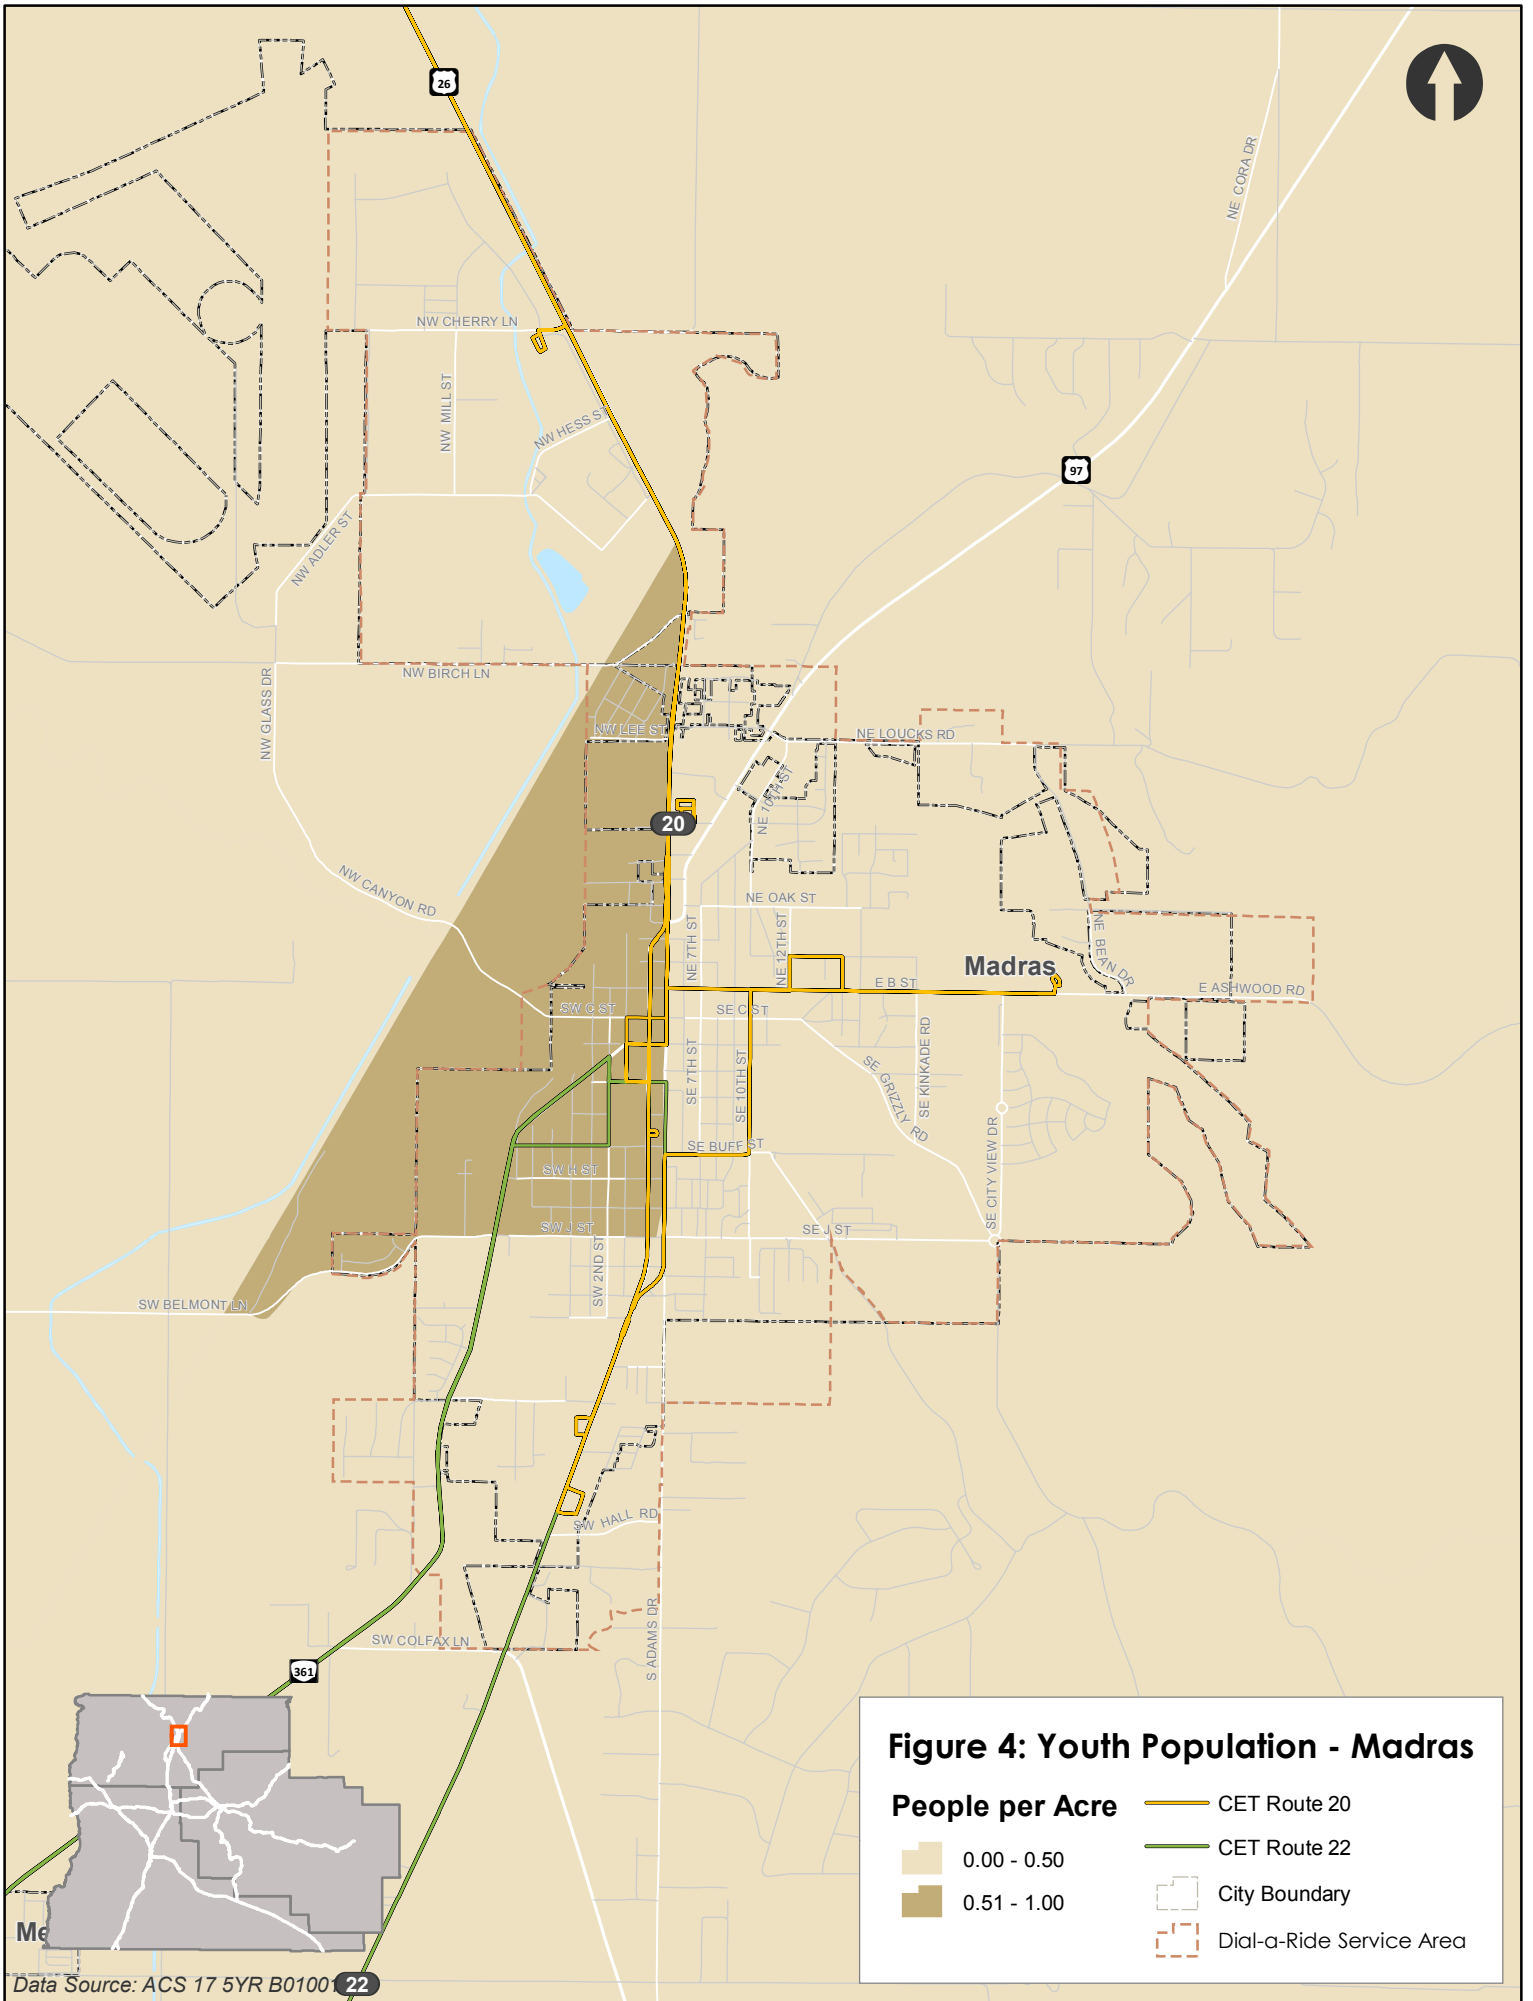 26
NE CORA DR
NW CHERRY LN
NW MILL ST
NW HESS ST
97
NW ADLER ST
NW BIRCH LN
NW GLASS DR
NW LEE ST
NE LOUCKS RD
NE 10TH ST
20
NW CANYON RD
NE OAK ST
NE 7TH ST
NE 12TH ST
NE BEAN DR
Madras
E B ST
E ASHWOOD RD
SW C ST
SE C ST
SE 7TH ST
SE 10TH ST
SE GRIZZLY RD
SE KINKADE RD
SE CITY VIEW DR
SE BUFF ST
SW H ST
SW J ST
SE J ST
SW 2ND ST
SW BELMONT LN
SW HALL RD
S ADAMS DR
SW COLFAX LN
361
Figure 4: Youth Population - Madras
People per Acre
0.00 - 0.50
0.51 - 1.00
CET Route 20
CET Route 22
City Boundary
Dial-a-Ride Service Area
Me
Data Source: ACS 17 5YR B01001
22